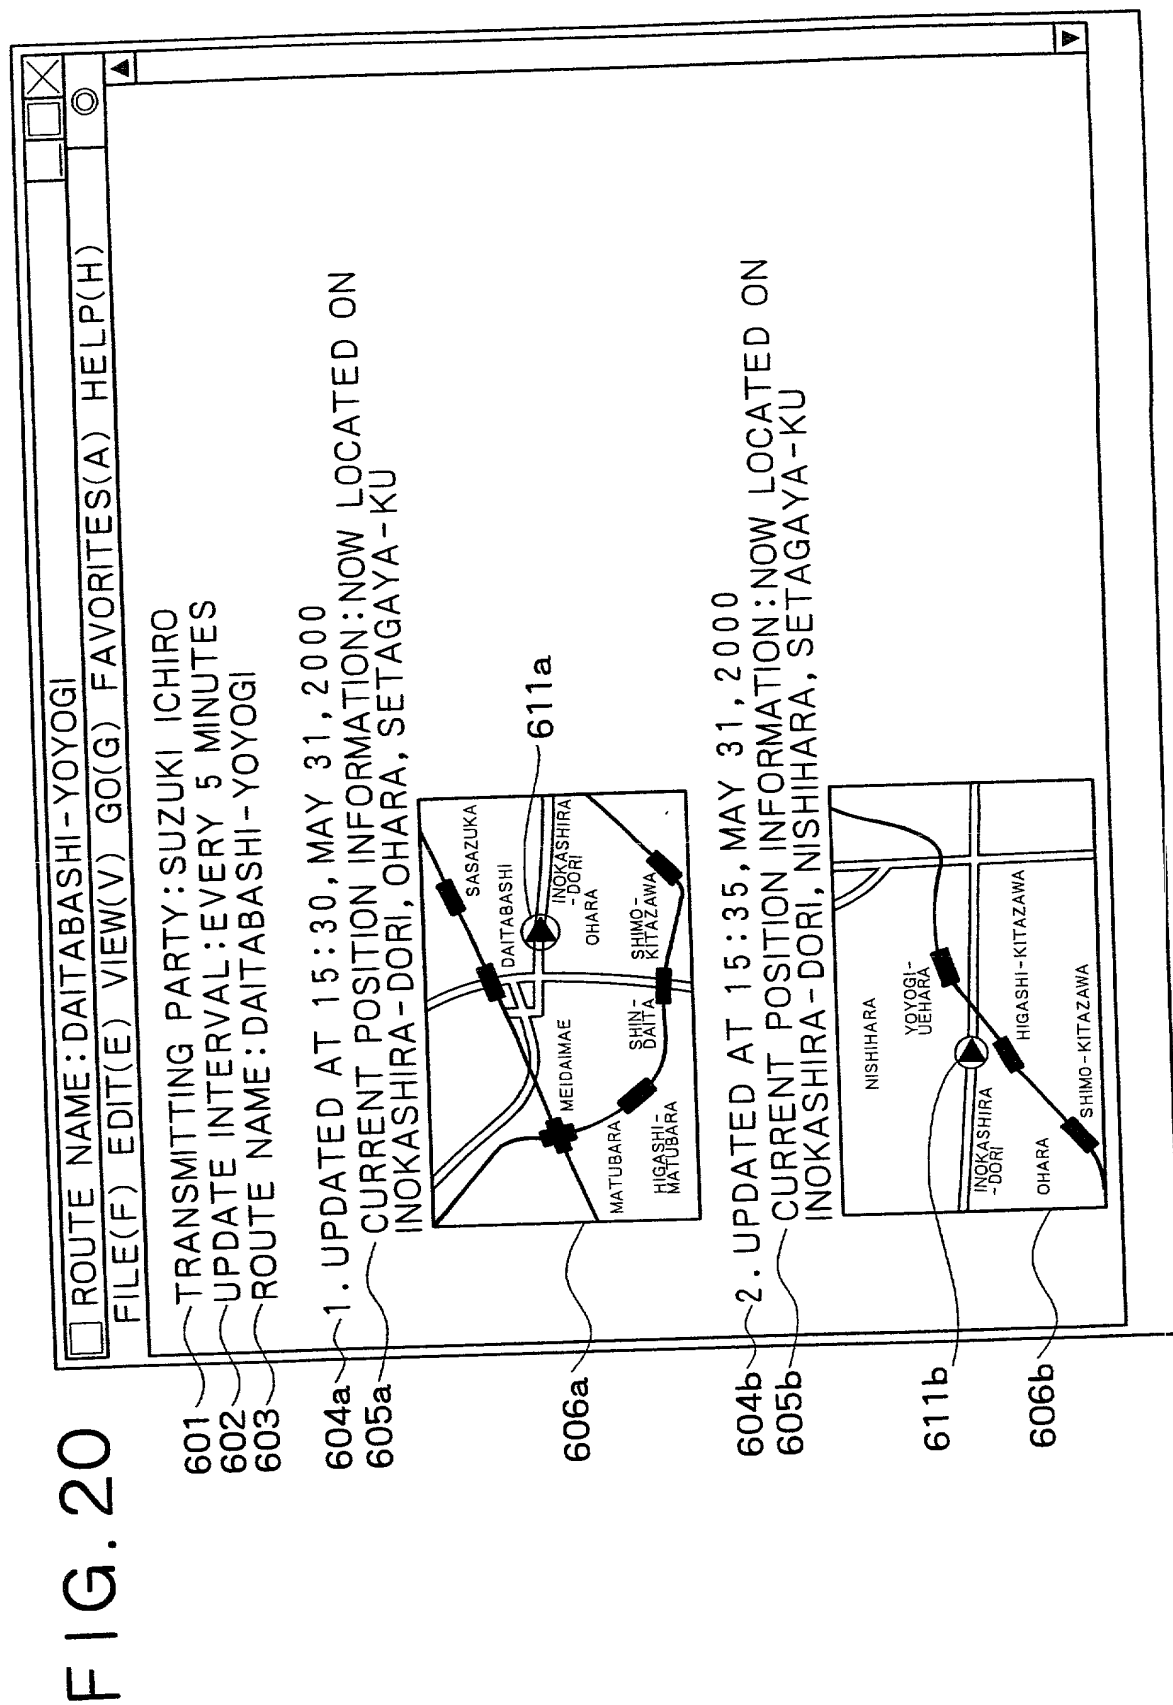 FIG. 20
ROUTE NAME:DAITABASHI-YOYOGI
FILE(F) EDIT(E) VIEW(V) GO(G) FAVORITES(A) HELP(H)
601 TRANSMITTING PARTY:SUZUKI ICHIRO
602 UPDATE INTERVAL:EVERY 5 MINUTES
603 ROUTE NAME:DAITABASHI-YOYOGI
604a 1. UPDATED AT 15:30, MAY 31, 2000
605a CURRENT POSITION INFORMATION:NOW LOCATED ON
INOKASHIRA-DORI, OHARA, SETAGAYA-KU
SASAZUKA
DAITABASHI
611a
INOKASHIRA
-DORI
MEIDAIMAE
OHARA
606a
MATUBARA
SHIN-
DAITA
SHIMO-
KITAZAWA
HIGASHI-
MATUBARA
604b 2. UPDATED AT 15:35, MAY 31, 2000
605b CURRENT POSITION INFORMATION:NOW LOCATED ON
INOKASHIRA-DORI, NISHIHARA, SETAGAYA-KU
NISHIHARA
YOYOGI-
UEHARA
611b
INOKASHIRA
-DORI
HIGASHI-KITAZAWA
606b
OHARA
SHIMO-KITAZAWA